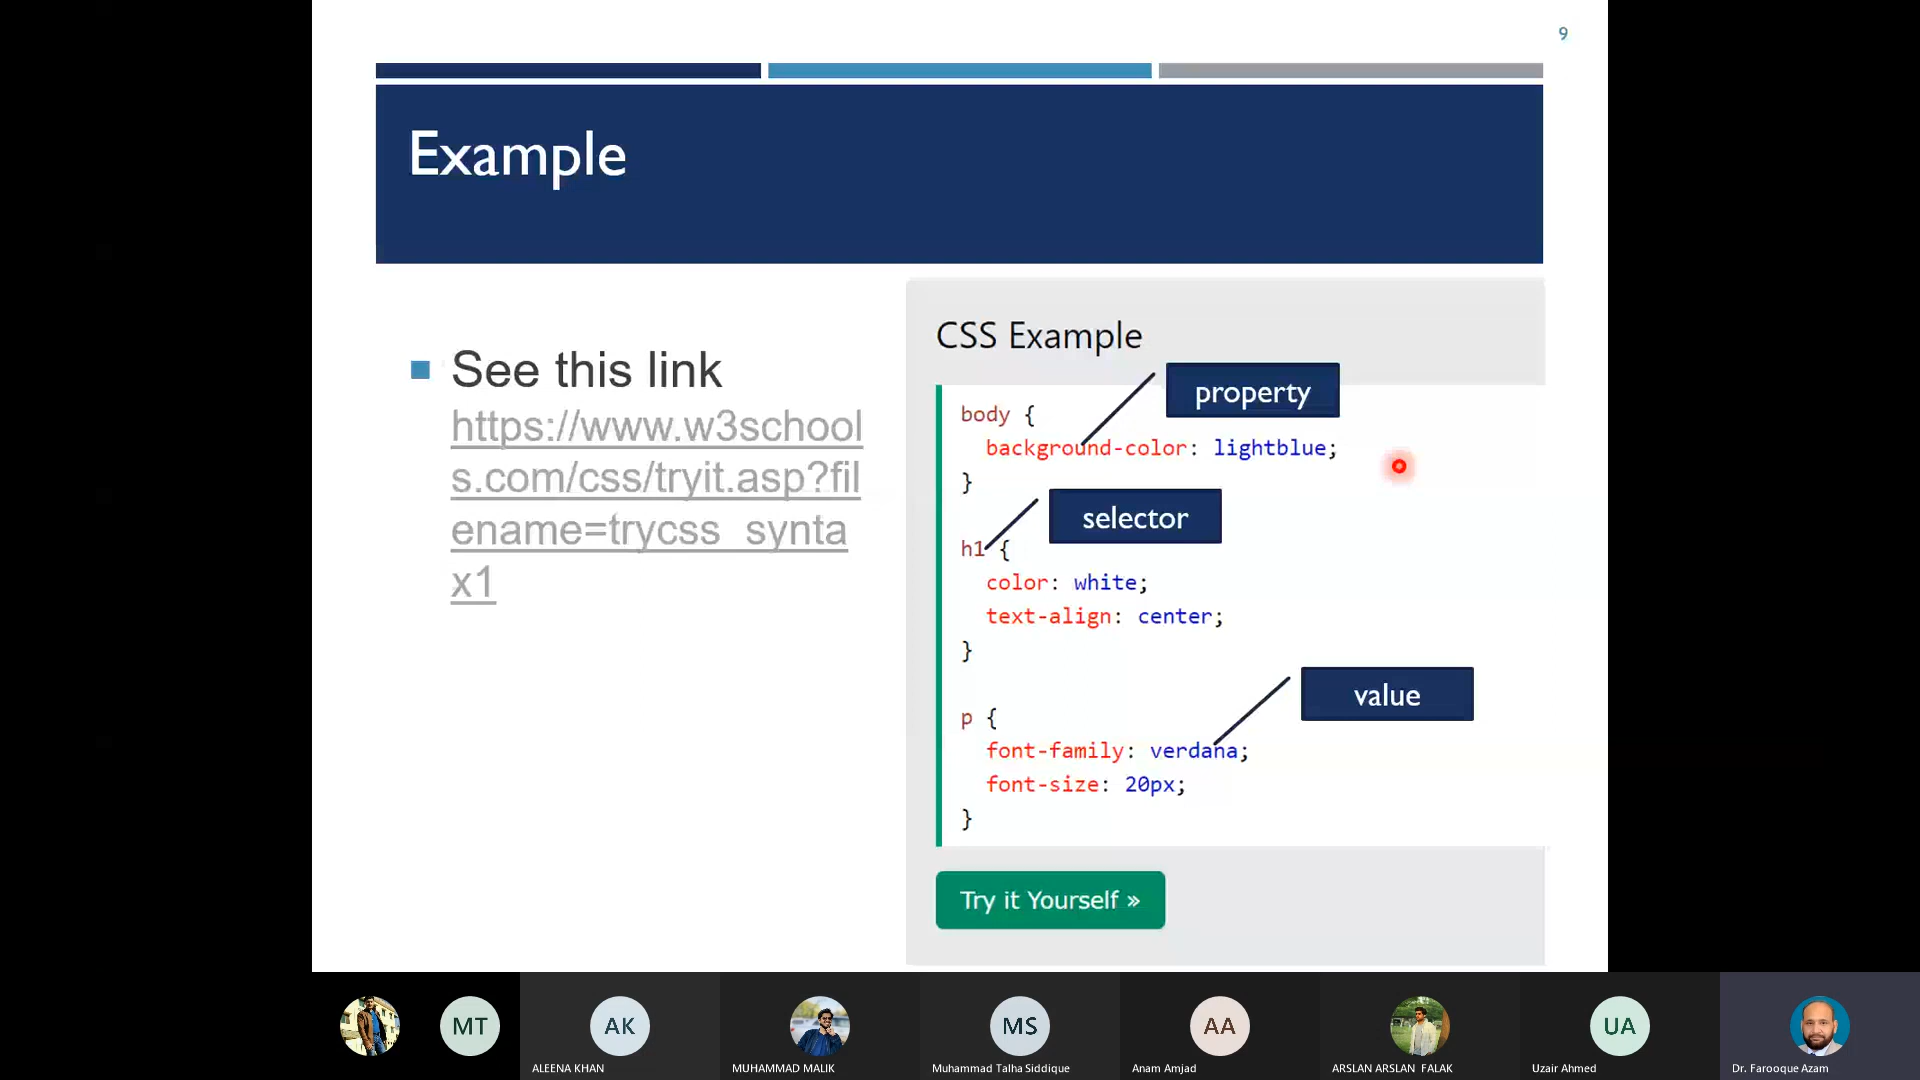 9
Example
See this link
https://www.w3school
s.com/css/tryit.asp?fil
ename=trycss_synta
x1
CSS Example
property
body {
background-color: lightblue;
}
selector
h1 {
color: white;
text-align: center;
}
value
p {
font-family: verdana;
font-size: 20px;
}
Try it Yourself »
MT
AK
MS
AA
UA
ALEENA KHAN
MUHAMMAD MALIK
Muhammad Talha Siddique
Anam Amjad
ARSLAN ARSLAN FALAK
Uzair Ahmed
Dr. Farooque Azam